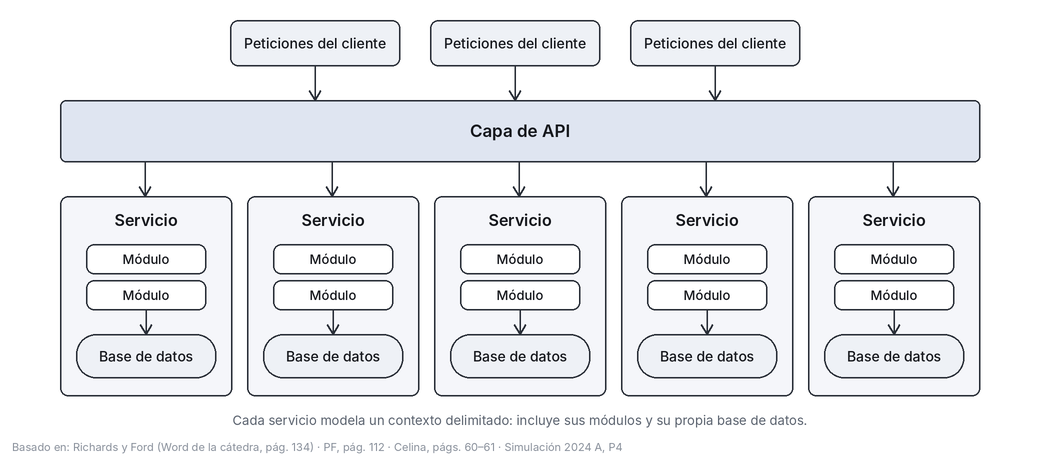 Peticiones del cliente Peticiones del cliente Peticiones del cliente
Capa de API
Servicio Servicio Servicio Servicio Servicio
Módulo Módulo Módulo Módulo Módulo
Módulo Módulo Módulo Módulo Módulo
Base de datos Base de datos Base de datos Base de datos Base de datos
Cada servicio modela un contexto delimitado: incluye sus módulos y su propia base de datos.
Basado en: Richards y Ford (Word de la cátedra, pág. 134) · PF, pág. 112 · Celina, págs. 60–61 · Simulación 2024 A, P4